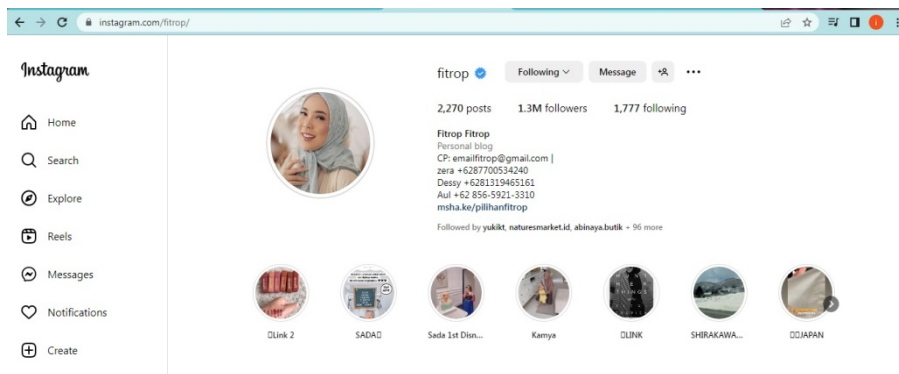 instagram.com/fitrop/
Instagram
Home
Search
Explore
Reels
Messages
Notifications
Create
fitrop Following Message
2,270 posts 1.3M followers 1,777 following
Fitrop Fitrop
Personal blog
CP: emailfitrop@gmail.com |
zera +6287700534240
Dessy +6281319465161
Aul +62 856-5921-3310
msha.ke/pilihanfitrop
Followed by yukikt, naturesmarket.id, abinaya.butik + 96 more
Link 2 SADA Sada 1st Disn... Kamya LINK SHIRAKAWA... JAPAN